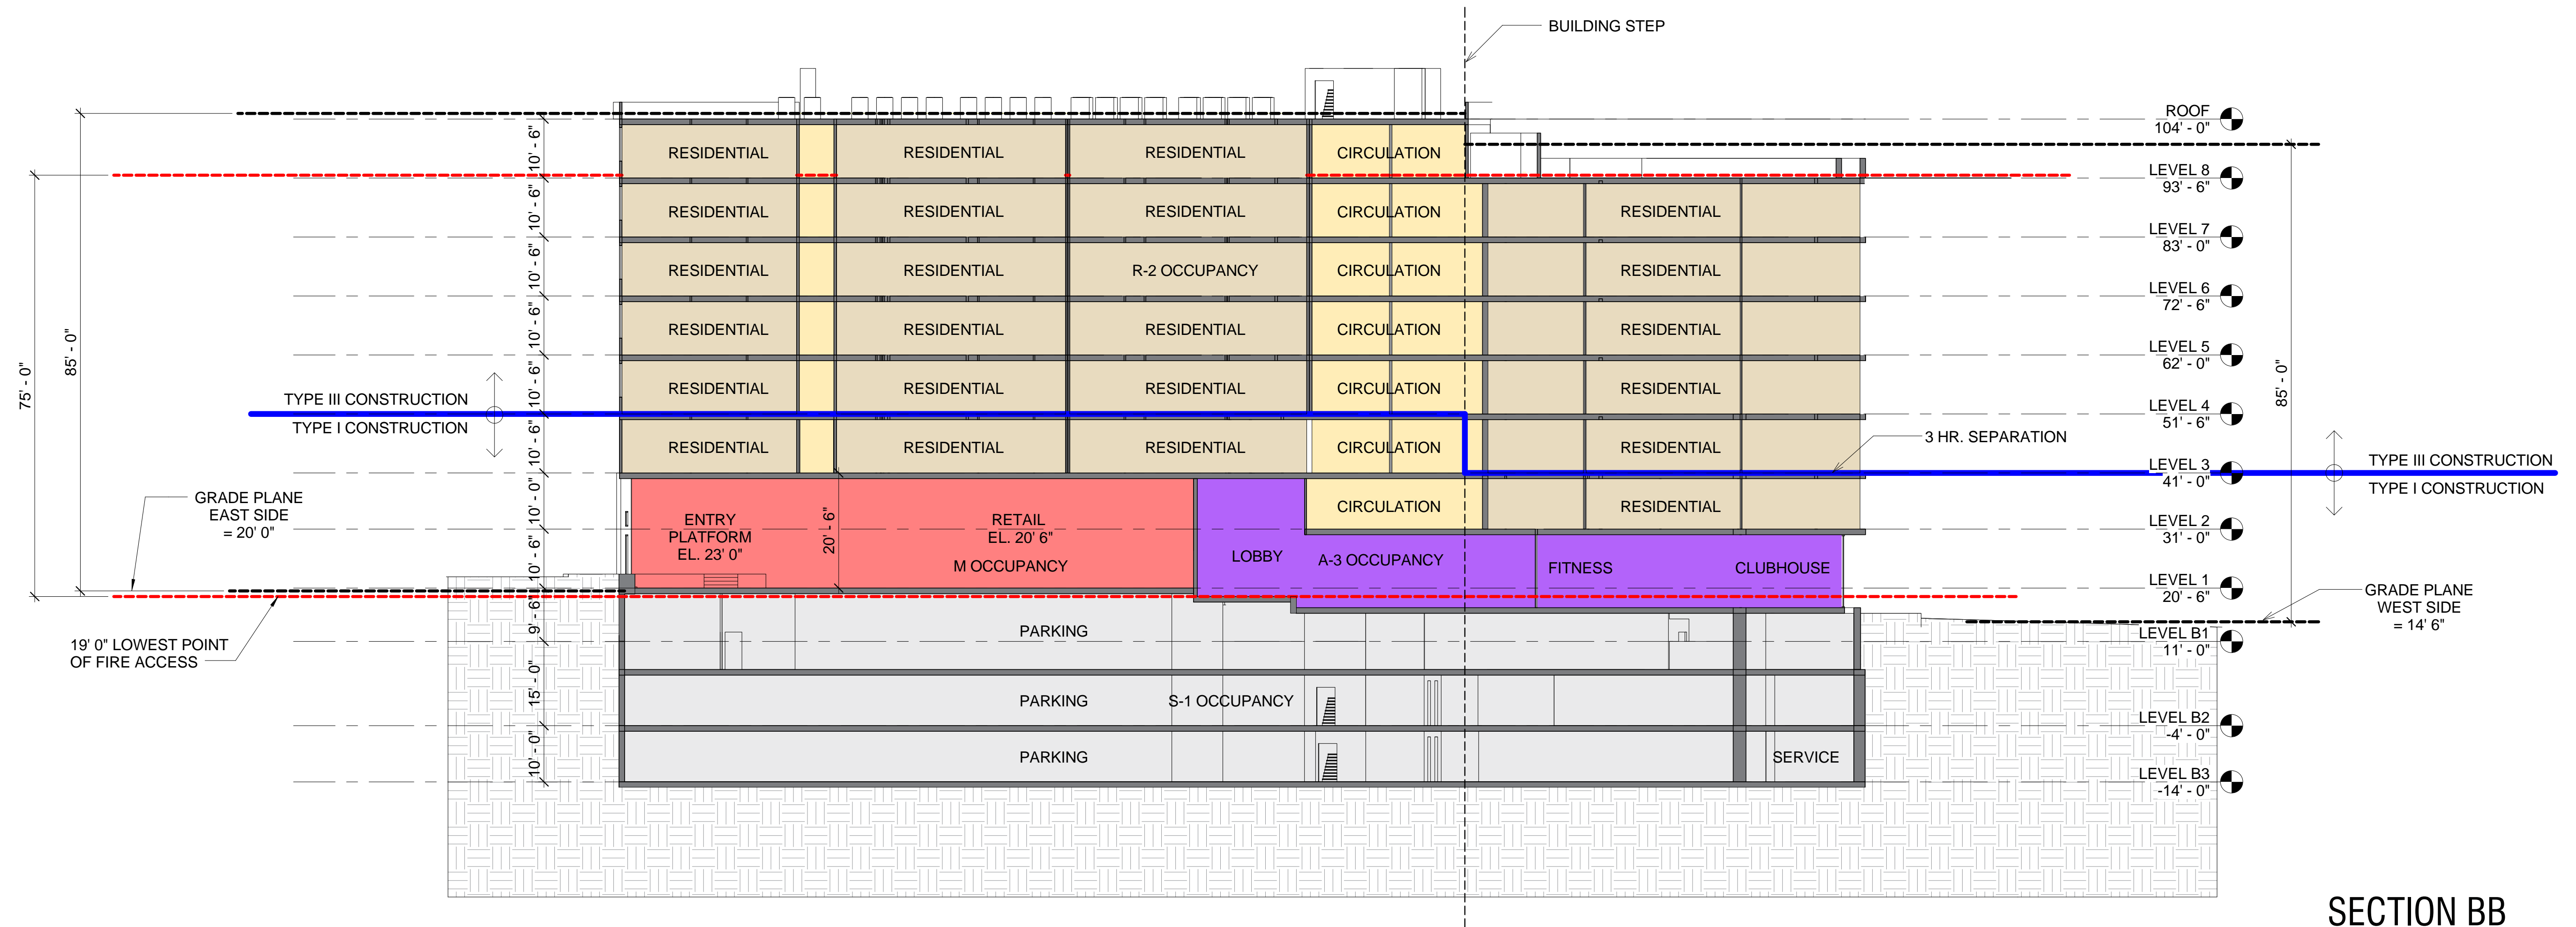 BUILDING STEP
ROOF
104' - 0"
10' - 6"
RESIDENTIAL
RESIDENTIAL
RESIDENTIAL
CIRCULATION
LEVEL 8
93' - 6"
10' - 6"
RESIDENTIAL
RESIDENTIAL
RESIDENTIAL
CIRCULATION
RESIDENTIAL
LEVEL 7
83' - 0"
10' - 6"
RESIDENTIAL
RESIDENTIAL
R-2 OCCUPANCY
CIRCULATION
RESIDENTIAL
LEVEL 6
72' - 6"
10' - 6"
RESIDENTIAL
RESIDENTIAL
RESIDENTIAL
CIRCULATION
RESIDENTIAL
LEVEL 5
62' - 0"
75' - 0"
85' - 0"
85' - 0"
10' - 6"
RESIDENTIAL
RESIDENTIAL
RESIDENTIAL
CIRCULATION
RESIDENTIAL
LEVEL 4
51' - 6"
TYPE III CONSTRUCTION
TYPE I CONSTRUCTION
10' - 6"
RESIDENTIAL
RESIDENTIAL
RESIDENTIAL
CIRCULATION
RESIDENTIAL
3 HR. SEPARATION
LEVEL 3
41' - 0"
TYPE III CONSTRUCTION
TYPE I CONSTRUCTION
GRADE PLANE
EAST SIDE
= 20' 0"
10' - 0"
ENTRY
PLATFORM
EL. 23' 0"
20' - 6"
RETAIL
EL. 20' 6"
M OCCUPANCY
CIRCULATION
RESIDENTIAL
LEVEL 2
31' - 0"
10' - 6"
LOBBY
A-3 OCCUPANCY
FITNESS
CLUBHOUSE
LEVEL 1
20' - 6"
GRADE PLANE
WEST SIDE
= 14' 6"
9' - 6"
19' 0" LOWEST POINT
OF FIRE ACCESS
PARKING
LEVEL B1
11' - 0"
15' - 0"
PARKING
S-1 OCCUPANCY
LEVEL B2
-4' - 0"
10' - 0"
PARKING
SERVICE
LEVEL B3
-14' - 0"
SECTION BB